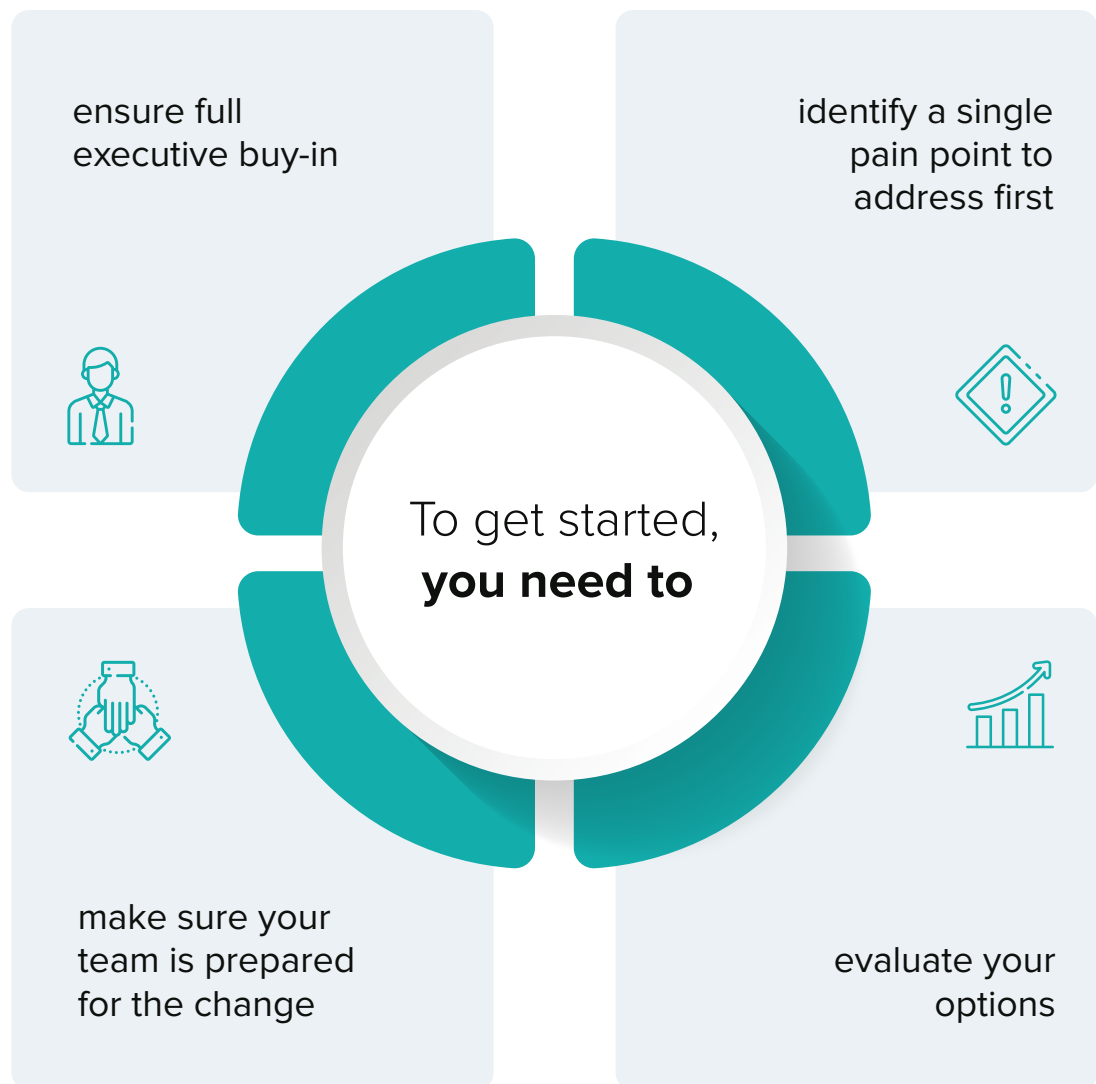 ensure full
executive buy-in
identify a single
pain point to
address first
To get started,
you need to
make sure your
team is prepared
for the change
evaluate your
options